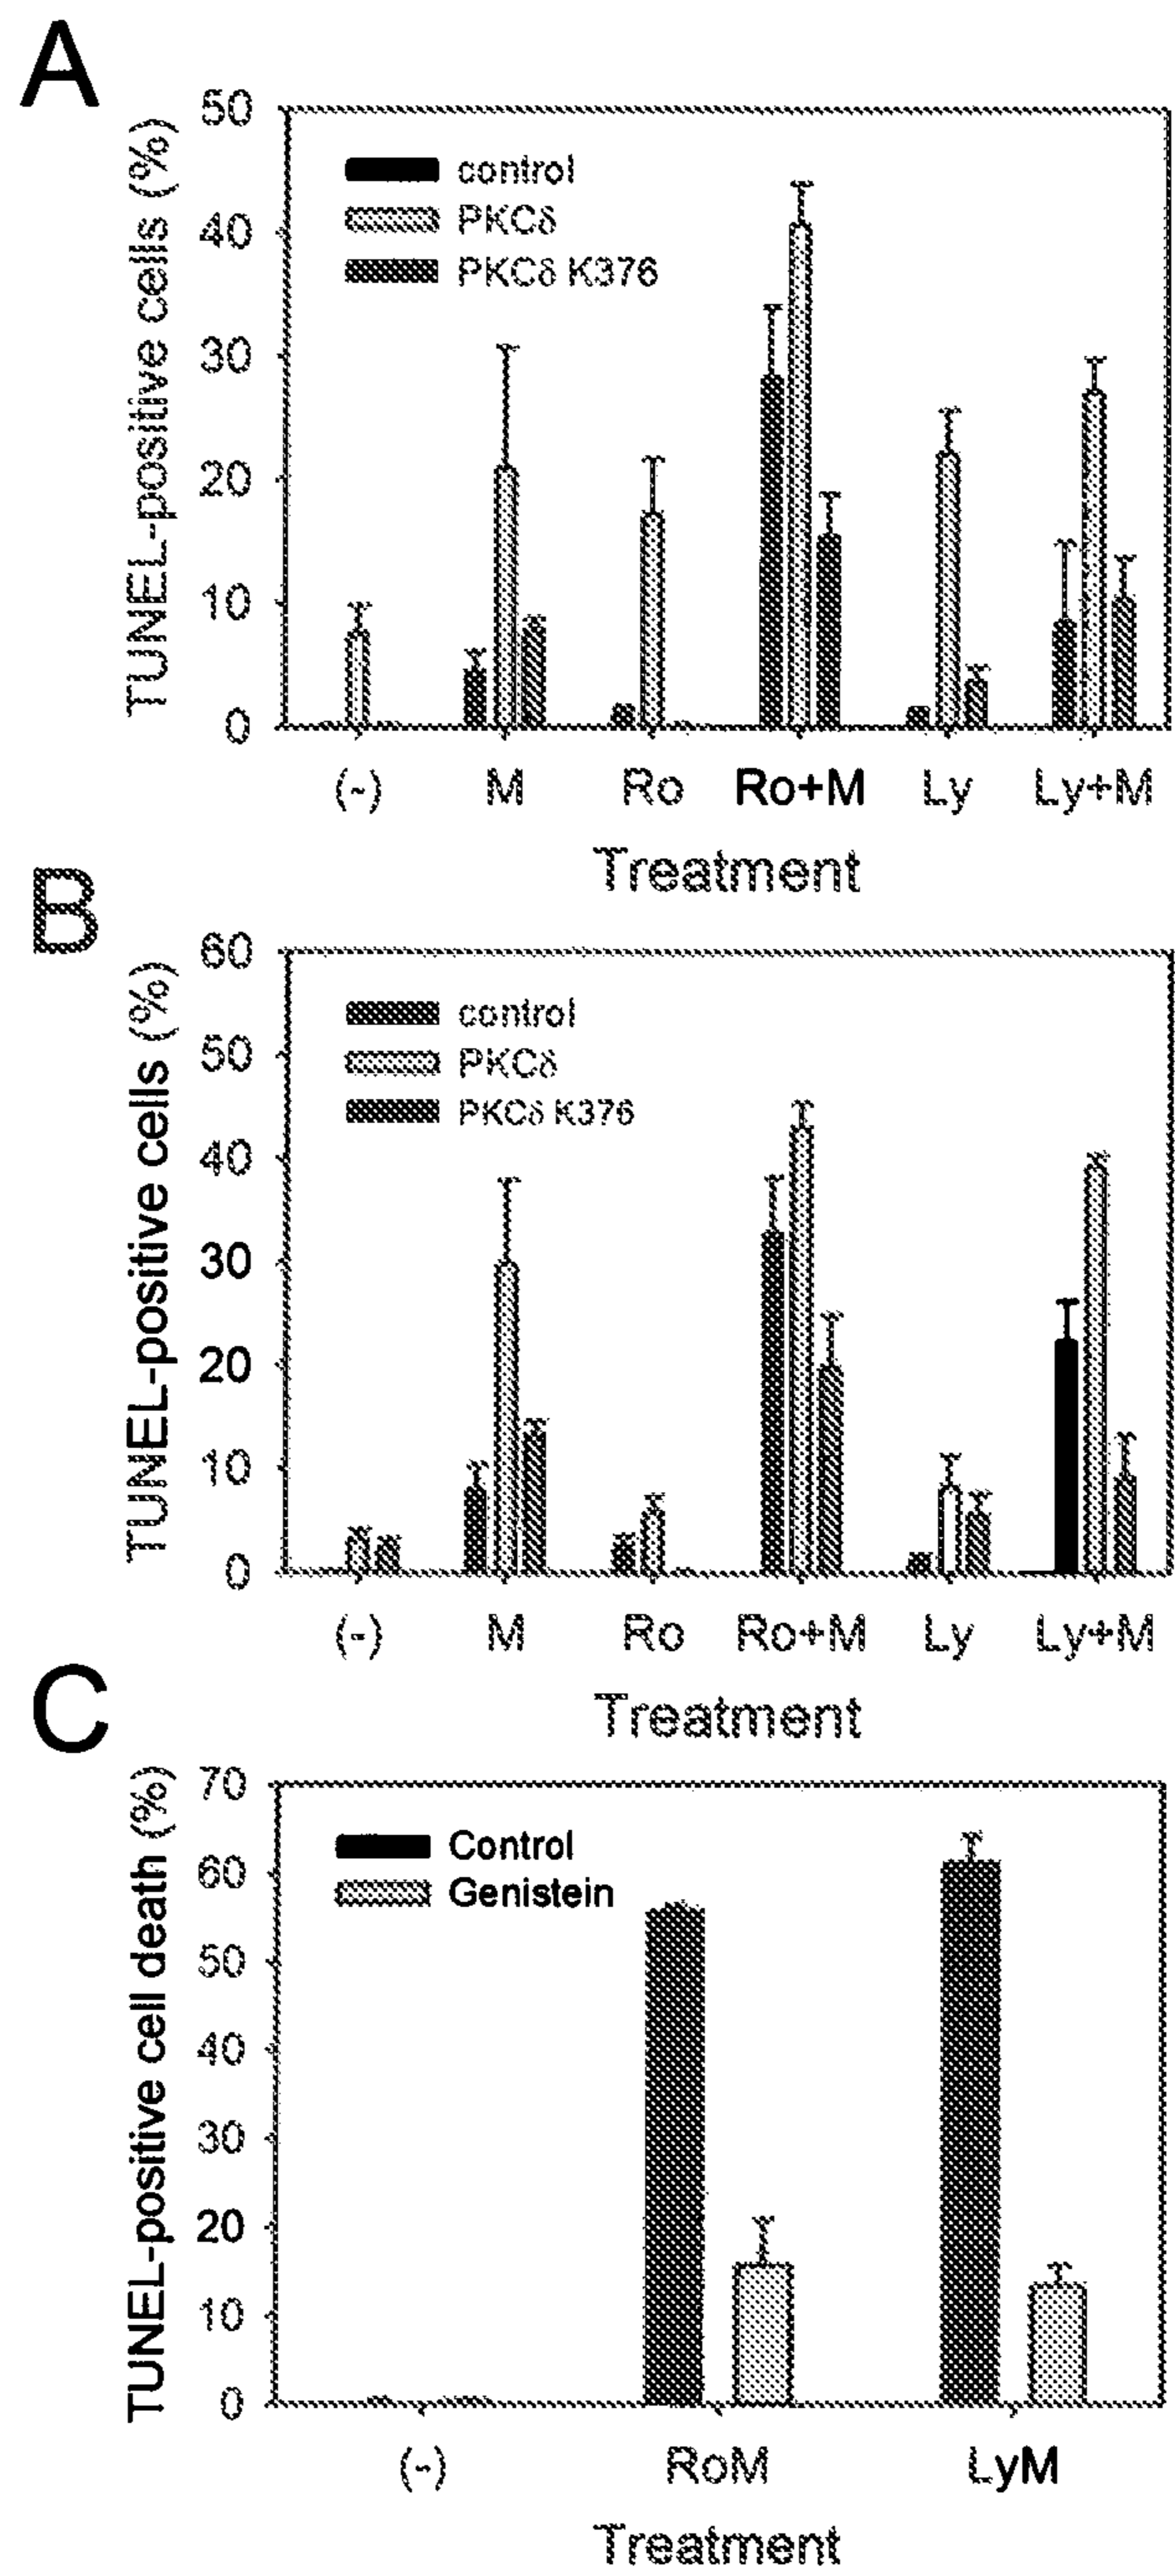 A
TUNEL-positive cells (%)
50
40
30
20
10
0
control
PKCδ
PKCδ K376
(-) M Ro Ro+M Ly Ly+M
Treatment
B
TUNEL-positive cells (%)
60
50
40
30
20
10
0
control
PKCδ
PKCδ K376
(-) M Ro Ro+M Ly Ly+M
Treatment
C
TUNEL-positive cell death (%)
70
60
50
40
30
20
10
0
Control
Genistein
(-) RoM LyM
Treatment